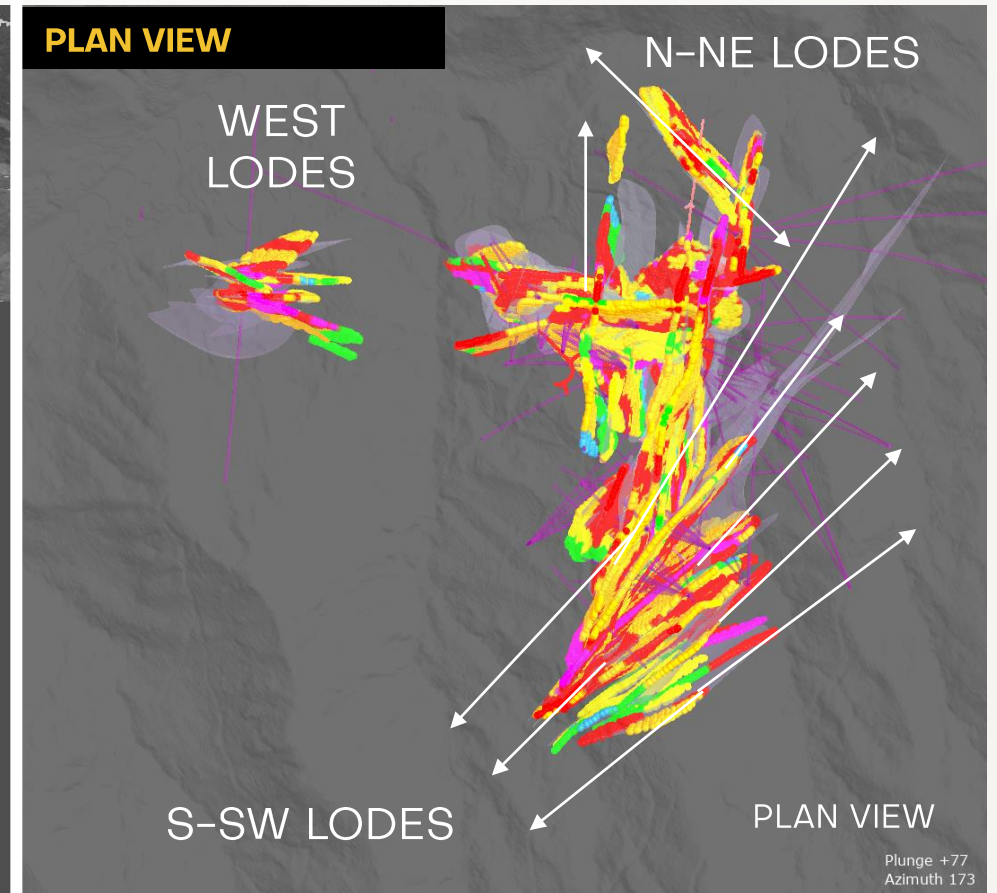 PLAN VIEW
N–NE LODES
WEST
LODES
S–SW LODES
PLAN VIEW
Plunge +77
Azimuth 173